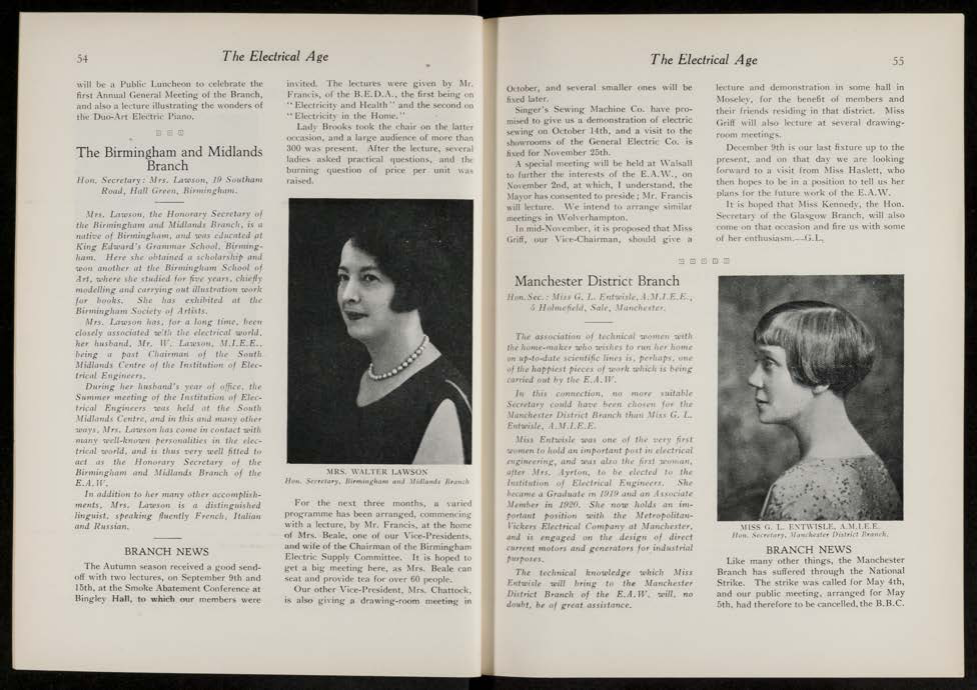 54
The Electrical Age
will be a Public Luncheon to celebrate the
first Annual General Meeting of the Branch,
and also a lecture illustrating the wonders of
the Duo-Art Electric Piano.
The Birmingham and Midlands
Branch
Hon. Secretary: Mrs. Lawson, 19 Southam
Road, Hall Green, Birmingham.
Mrs. Lawson, the Honorary Secretary of
the Birmingham and Midlands Branch, is a
native of Birmingham, and was educated at
King Edward's Grammar School, Birming-
ham. Here she obtained a scholarship and
won another at the Birmingham School of
Art, where she studied for five years, chiefly
modelling and carrying out illustration work
for books. She has exhibited at the
Birmingham Society of Artists.
Mrs. Lawson has, for a long time, been
closely associated with the electrical world,
her husband, Mr. W. Lawson, M.I.E.E.,
being a past Chairman of the South
Midlands Centre of the Institution of Elec-
trical Engineers.
During her husband's year of office, the
Summer meeting of the Institution of Elec-
trical Engineers was held at the South
Midlands Centre, and in this and many other
ways, Mrs. Lawson has come in contact with
many well-known personalities in the elec-
trical world, and is thus very well fitted to
act as the Honorary Secretary of the
Birmingham and Midlands Branch of the
E.A.W.
In addition to her many other accomplish-
ments, Mrs. Lawson is a distinguished
linguist, speaking fluently French, Italian
and Russian.
BRANCH NEWS
The Autumn season received a good send-
off with two lectures, on September 9th and
15th, at the Smoke Abatement Conference at
Bingley Hall, to which our members were
invited. The lectures were given by Mr.
Francis, of the B.E.D.A., the first being on
"Electricity and Health" and the second on
"Electricity in the Home."
Lady Brooks took the chair on the latter
occasion, and a large audience of more than
300 was present. After the lecture, several
ladies asked practical questions, and the
burning question of price per unit was
raised.
MRS. WALTER LAWSON
Hon. Secretary, Birmingham and Midlands Branch
For the next three months, a varied
programme has been arranged, commencing
with a lecture, by Mr. Francis, at the home
of Mrs. Beale, one of our Vice-Presidents,
and wife of the Chairman of the Birmingham
Electric Supply Committee. It is hoped to
get a big meeting here, as Mrs. Beale can
seat and provide tea for over 60 people.
Our other Vice-President, Mrs. Chattock,
is also giving a drawing-room meeting in
The Electrical Age
55
October, and several smaller ones will be
fixed later.
Singer's Sewing Machine Co. have pro-
mised to give us a demonstration of electric
sewing on October 14th, and a visit to the
showrooms of the General Electric Co. is
fixed for November 25th.
A special meeting will be held at Walsall
to further the interests of the E.A.W., on
November 2nd, at which, I understand, the
Mayor has consented to preside; Mr. Francis
will lecture. We intend to arrange similar
meetings in Wolverhampton.
In mid-November, it is proposed that Miss
Griff, our Vice-Chairman, should give a
lecture and demonstration in some hall in
Moseley, for the benefit of members and
their friends residing in that district. Miss
Griff will also lecture at several drawing-
room meetings.
December 9th is our last fixture up to the
present, and on that day we are looking
forward to a visit from Miss Haslett, who
then hopes to be in a position to tell us her
plans for the future work of the E.A.W.
It is hoped that Miss Kennedy, the Hon.
Secretary of the Glasgow Branch, will also
come on that occasion and fire us with some
of her enthusiasm.—G.L.
Manchester District Branch
Hon. Sec.: Miss G. L. Entwisle, A.M.I.E.E.,
5 Holmefield, Sale, Manchester.
The association of technical women with
the home-maker who wishes to run her home
on up-to-date scientific lines is, perhaps, one
of the happiest pieces of work which is being
carried out by the E.A.W.
In this connection, no more suitable
Secretary could have been chosen for the
Manchester District Branch than Miss G. L.
Entwisle, A.M.I.E.E.
Miss Entwisle was one of the very first
women to hold an important post in electrical
engineering, and was also the first woman,
after Mrs. Ayrton, to be elected to the
Institution of Electrical Engineers. She
became a Graduate in 1919 and an Associate
Member in 1920. She now holds an im-
portant position with the Metropolitan-
Vickers Electrical Company at Manchester,
and is engaged on the design of direct
current motors and generators for industrial
purposes.
The technical knowledge which Miss
Entwisle will bring to the Manchester
District Branch of the E.A.W. will, no
doubt, be of great assistance.
MISS G. L. ENTWISLE, A.M.I.E.E.
Hon. Secretary, Manchester District Branch.
BRANCH NEWS
Like many other things, the Manchester
Branch has suffered through the National
Strike. The strike was called for May 4th,
and our public meeting, arranged for May
5th, had therefore to be cancelled, the B.B.C.